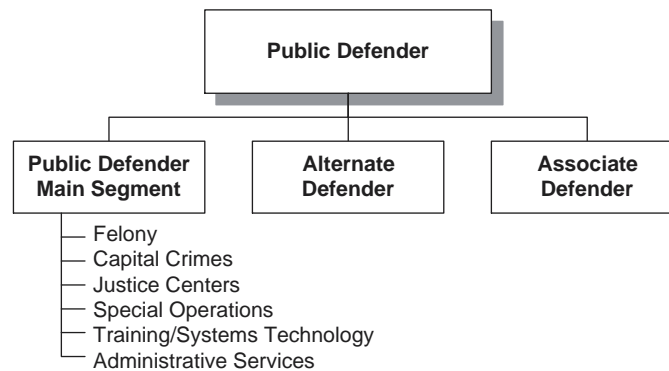 Public Defender
Public Defender
Main Segment
Alternate
Defender
Associate
Defender
Felony
Capital Crimes
Justice Centers
Special Operations
Training/Systems Technology
Administrative Services